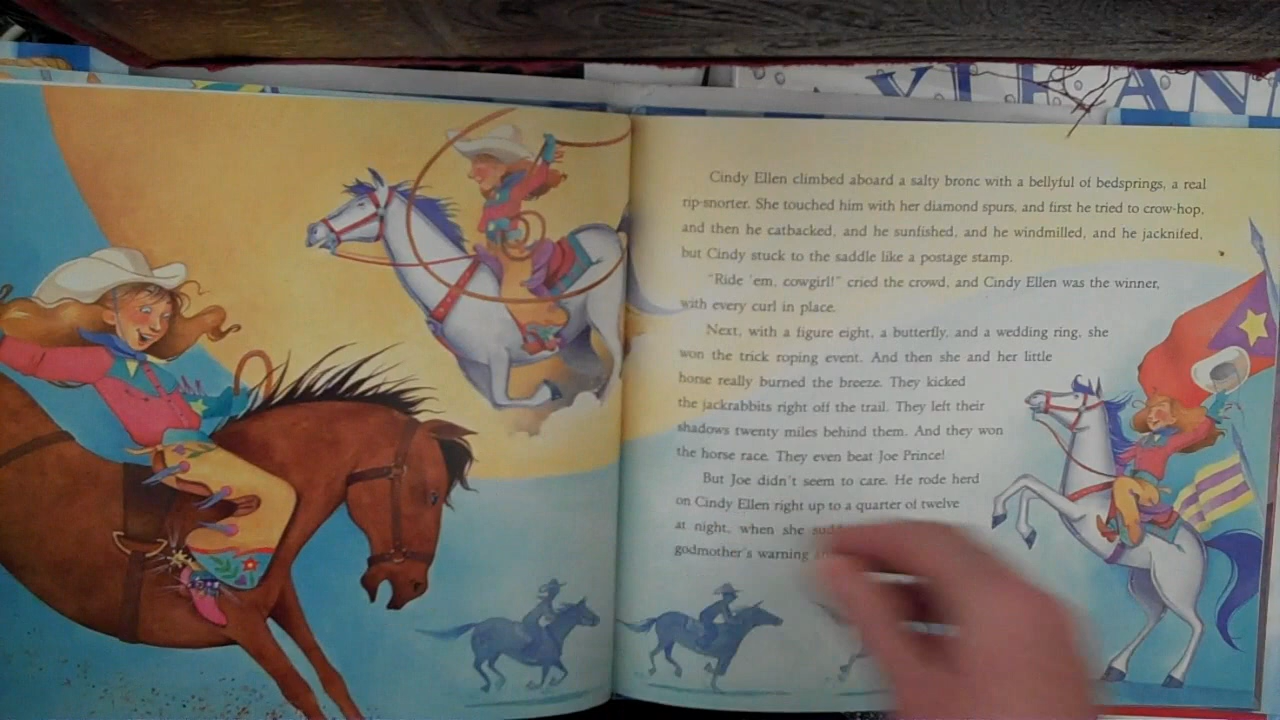 Cindy Ellen climbed aboard a salty bronc with a bellyful of bedsprings, a real
rip-snorter. She touched him with her diamond spurs, and first he tried to crow-hop,
and then he catbacked, and he sunfished, and he windmilled, and he jacknifed,
but Cindy stuck to the saddle like a postage stamp.
"Ride 'em, cowgirl!" cried the crowd, and Cindy Ellen was the winner,
with every curl in place.
Next, with a figure eight, a butterfly, and a wedding ring, she
won the trick roping event. And then she and her little
horse really burned the breeze. They kicked
the jackrabbits right off the trail. They left their
shadows twenty miles behind them. And they won
the horse race. They even beat Joe Prince!
But Joe didn't seem to care. He rode herd
on Cindy Ellen right up to a quarter of twelve
at night, when she
godmother's warning